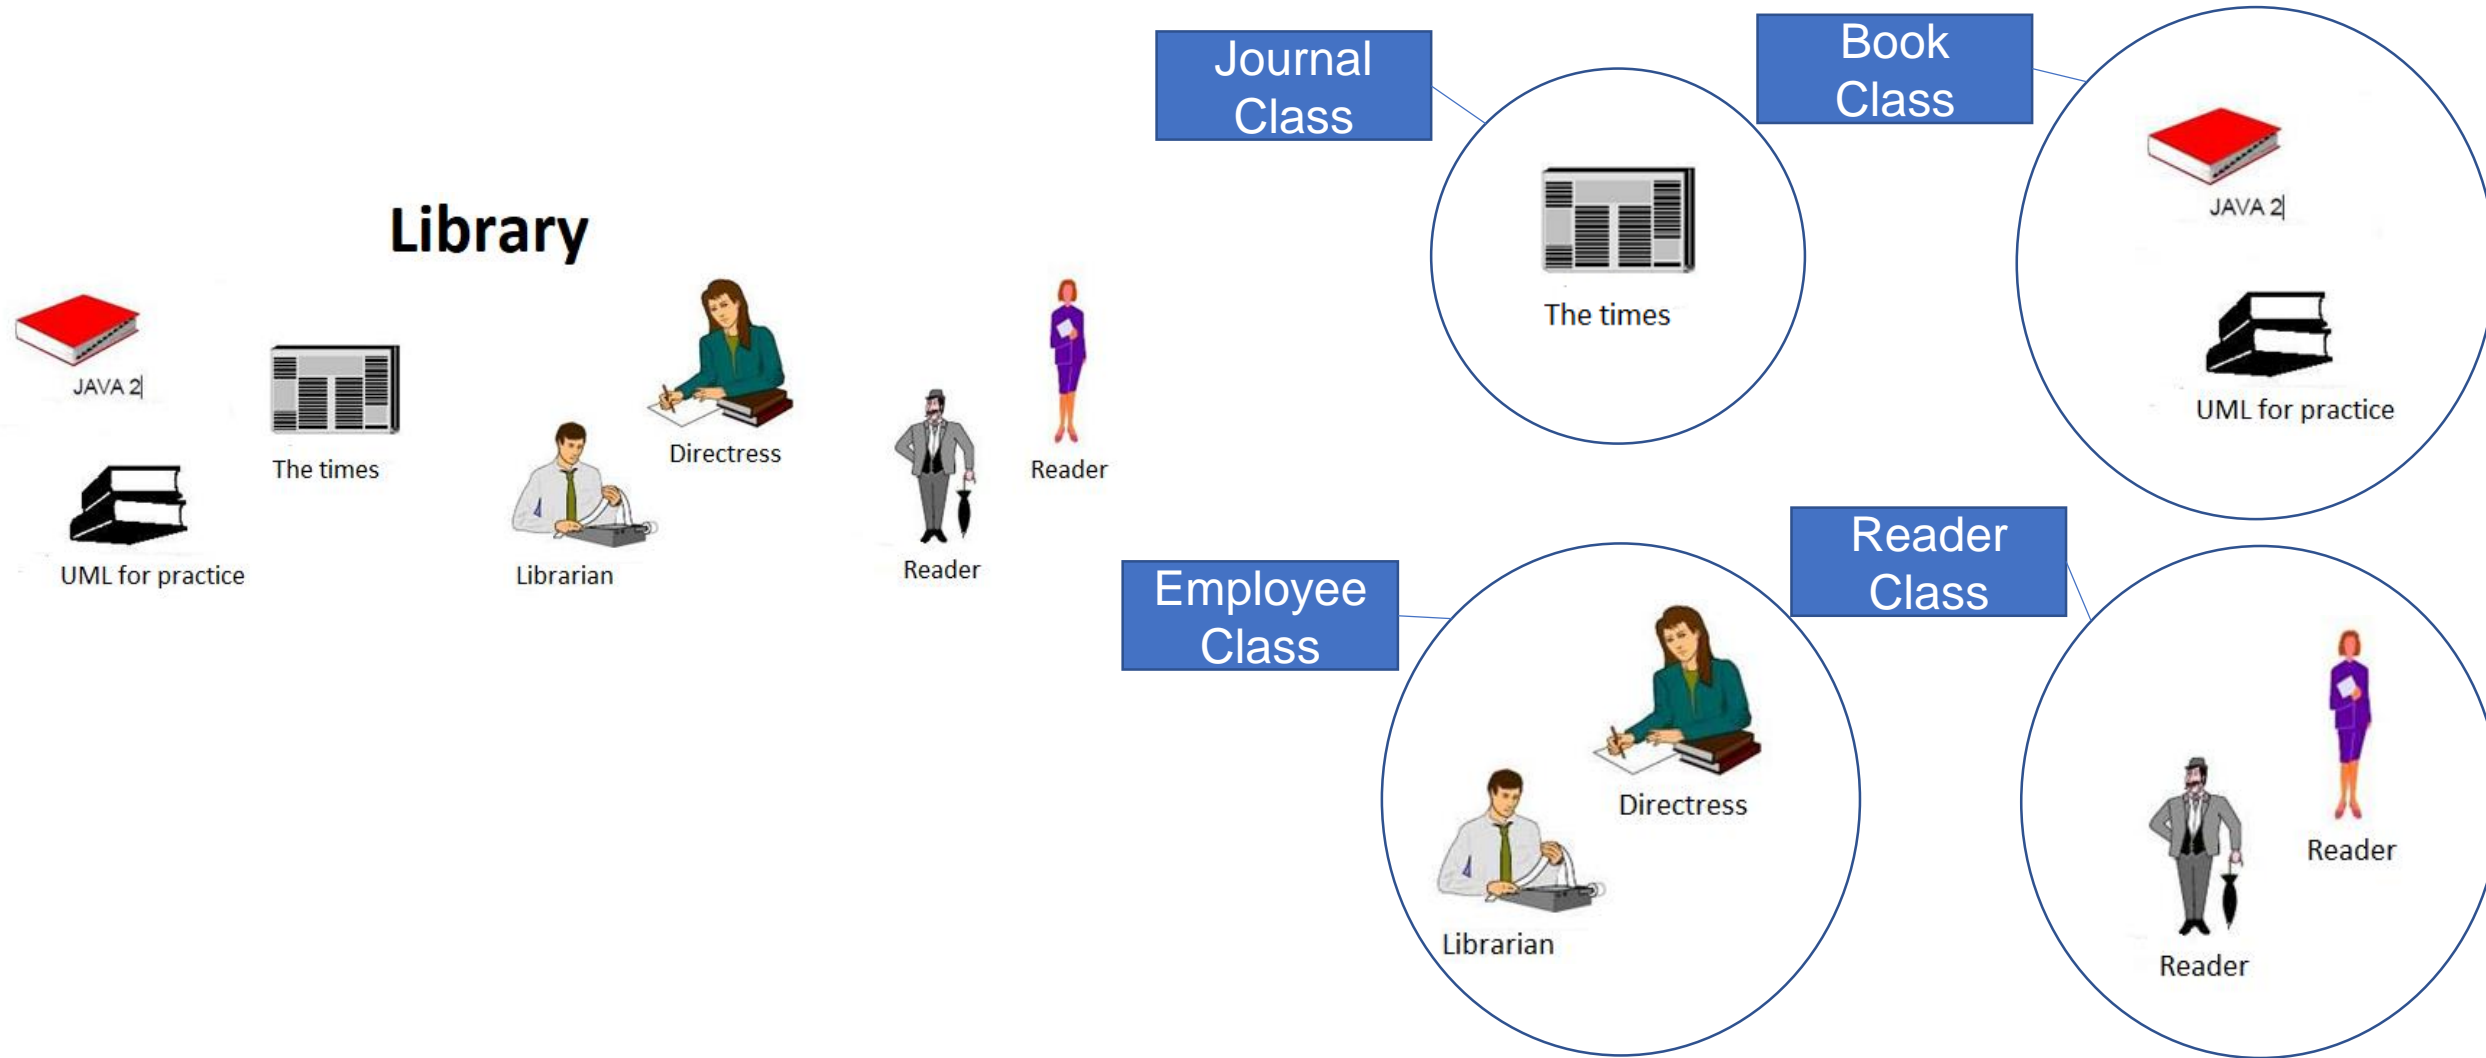 Library
JAVA 2
The times
Directress
Reader
UML for practice
Librarian
Reader
Journal
Class
The times
Book
Class
JAVA 2
UML for practice
Employee
Class
Directress
Librarian
Reader
Class
Reader
Reader